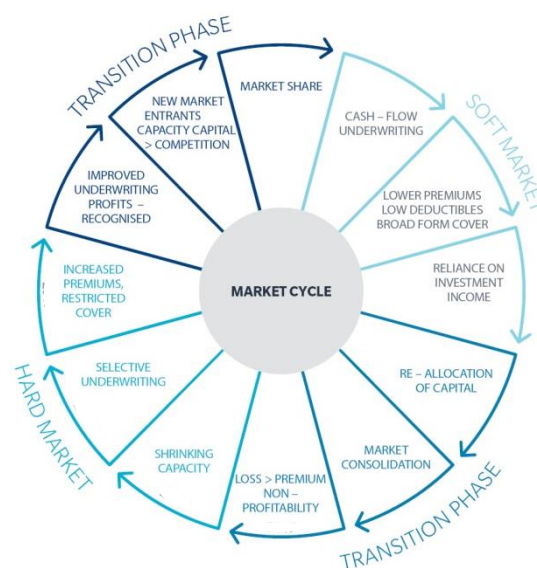 TRANSITION PHASE
MARKET SHARE
NEW MARKET
ENTRANTS
CAPACITY CAPITAL
> COMPETITION
IMPROVED
UNDERWRITING
PROFITS –
RECOGNISED
SOFT MARKET
CASH – FLOW
UNDERWRITING
LOWER PREMIUMS
LOW DEDUCTIBLES
BROAD FORM COVER
RELIANCE ON
INVESTMENT
INCOME
MARKET CYCLE
TRANSITION PHASE
RE – ALLOCATION
OF CAPITAL
MARKET
CONSOLIDATION
LOSS > PREMIUM
NON –
PROFITABILITY
HARD MARKET
SHRINKING
CAPACITY
SELECTIVE
UNDERWRITING
INCREASED
PREMIUMS,
RESTRICTED
COVER